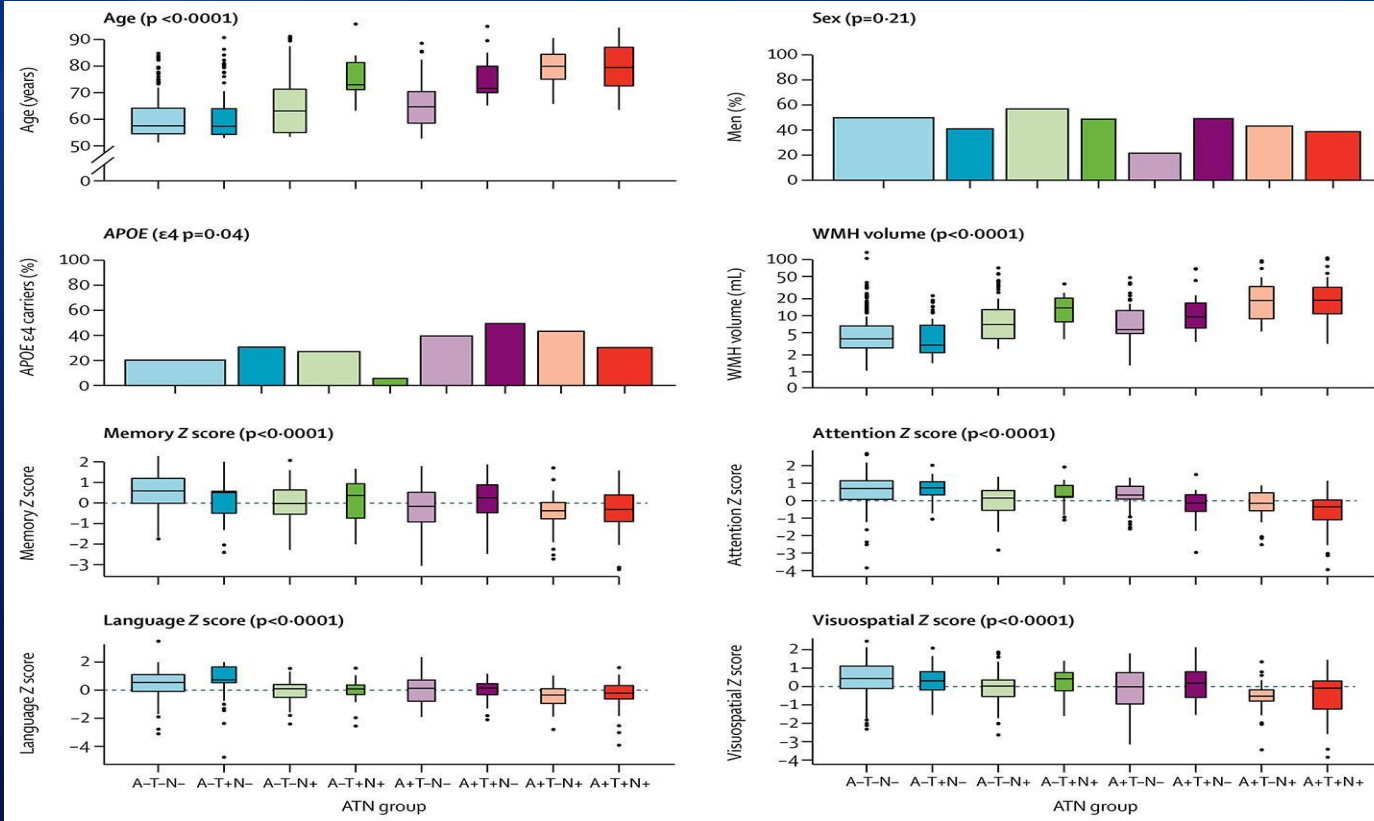 Age (p <0·0001)
Age (years)
90
80
70
60
50
0
Sex (p=0·21)
Men (%)
100
80
60
40
20
0
APOE (ε4 p=0·04)
APOE ε4 carriers (%)
100
80
60
40
20
0
WMH volume (p<0·0001)
WMH volume (mL)
100
50
20
10
5
2
1
0
Memory Z score (p<0·0001)
Memory Z score
2
1
0
−1
−2
−3
Attention Z score (p<0·0001)
Attention Z score
2
1
0
−1
−2
−3
−4
Language Z score (p<0·0001)
Language Z score
2
0
−2
−4
A−T−N− A−T+N− A−T−N+ A−T+N+ A+T−N− A+T+N− A+T−N+ A+T+N+
ATN group
Visuospatial Z score (p<0·0001)
Visuospatial Z score
2
1
0
−1
−2
−3
−4
A−T−N− A−T+N− A−T−N+ A−T+N+ A+T−N− A+T+N− A+T−N+ A+T+N+
ATN group